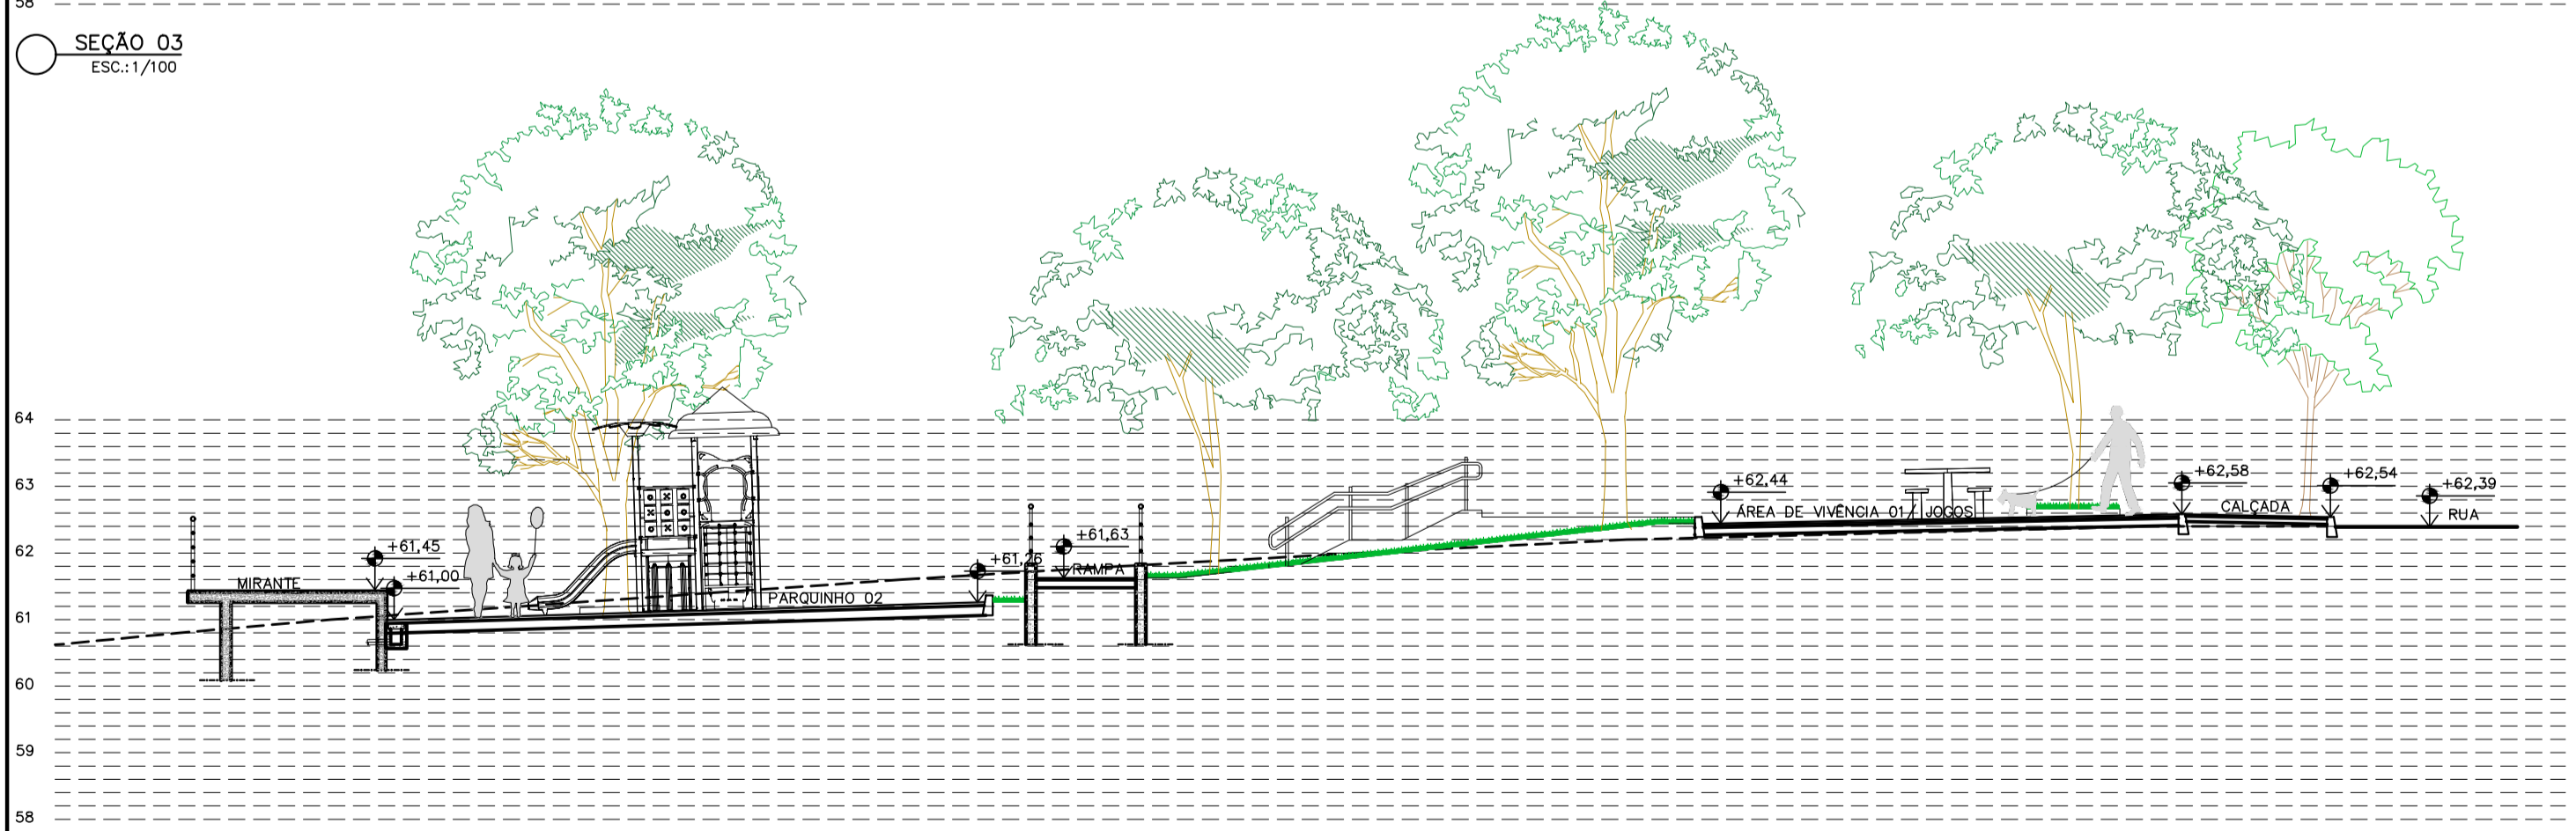 58
SEÇÃO 03
ESC.:1/100
64
63
62
61
60
59
58
+61,45
MIRANTE
+61,00
PARQUINHO 02
+61,26
+61,63
RAMPA
+62,44
ÁREA DE VIVÊNCIA 01/ JOGOS
+62,58
CALÇADA
+62,54
+62,39
RUA